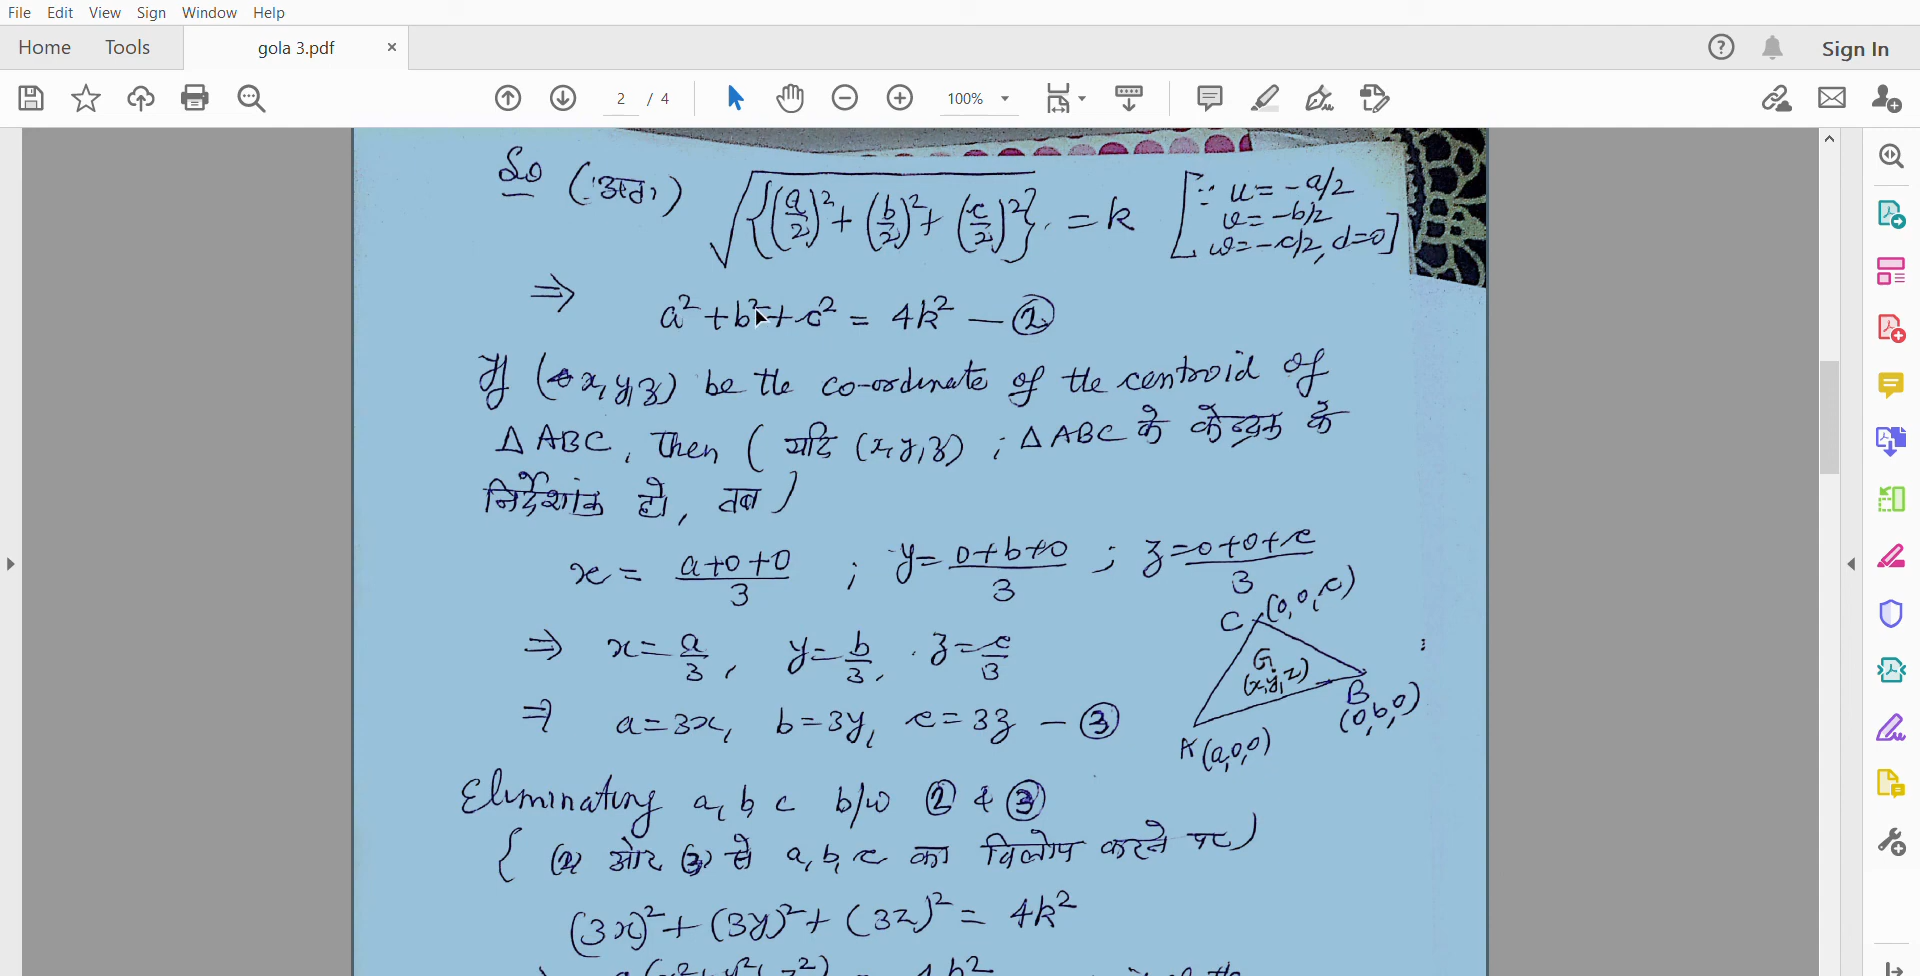 File Edit View Sign Window Help
Home Tools gola 3.pdf × Sign In
2 / 4 100%
So (अतः) √{(a/2)² + (b/2)² + (c/2)²} = k [∵ u = -a/2
v = -b/2
w = -c/2, d=0]
⇒ a² + b² + c² = 4k² — ②
If (x, y, z) be the co-ordinate of the centroid of
Δ ABC, Then ( यदि (x, y, z) ; Δ ABC के केन्द्रक के
निर्देशांक हो, तब )
x = a+0+0/3 ; y = 0+b+0/3 ; z = 0+0+c/3
C (0, 0, c)
⇒ x = a/3, y = b/3, z = c/3
G (x, y, z)
B (0, b, 0)
⇒ a = 3x, b = 3y, c = 3z — ③
A (a, 0, 0)
Eliminating a, b, c b/w ② & ③
{ (2) और (3) से a, b, c का विलोप करने पर )
(3x)² + (3y)² + (3z)² = 4k²